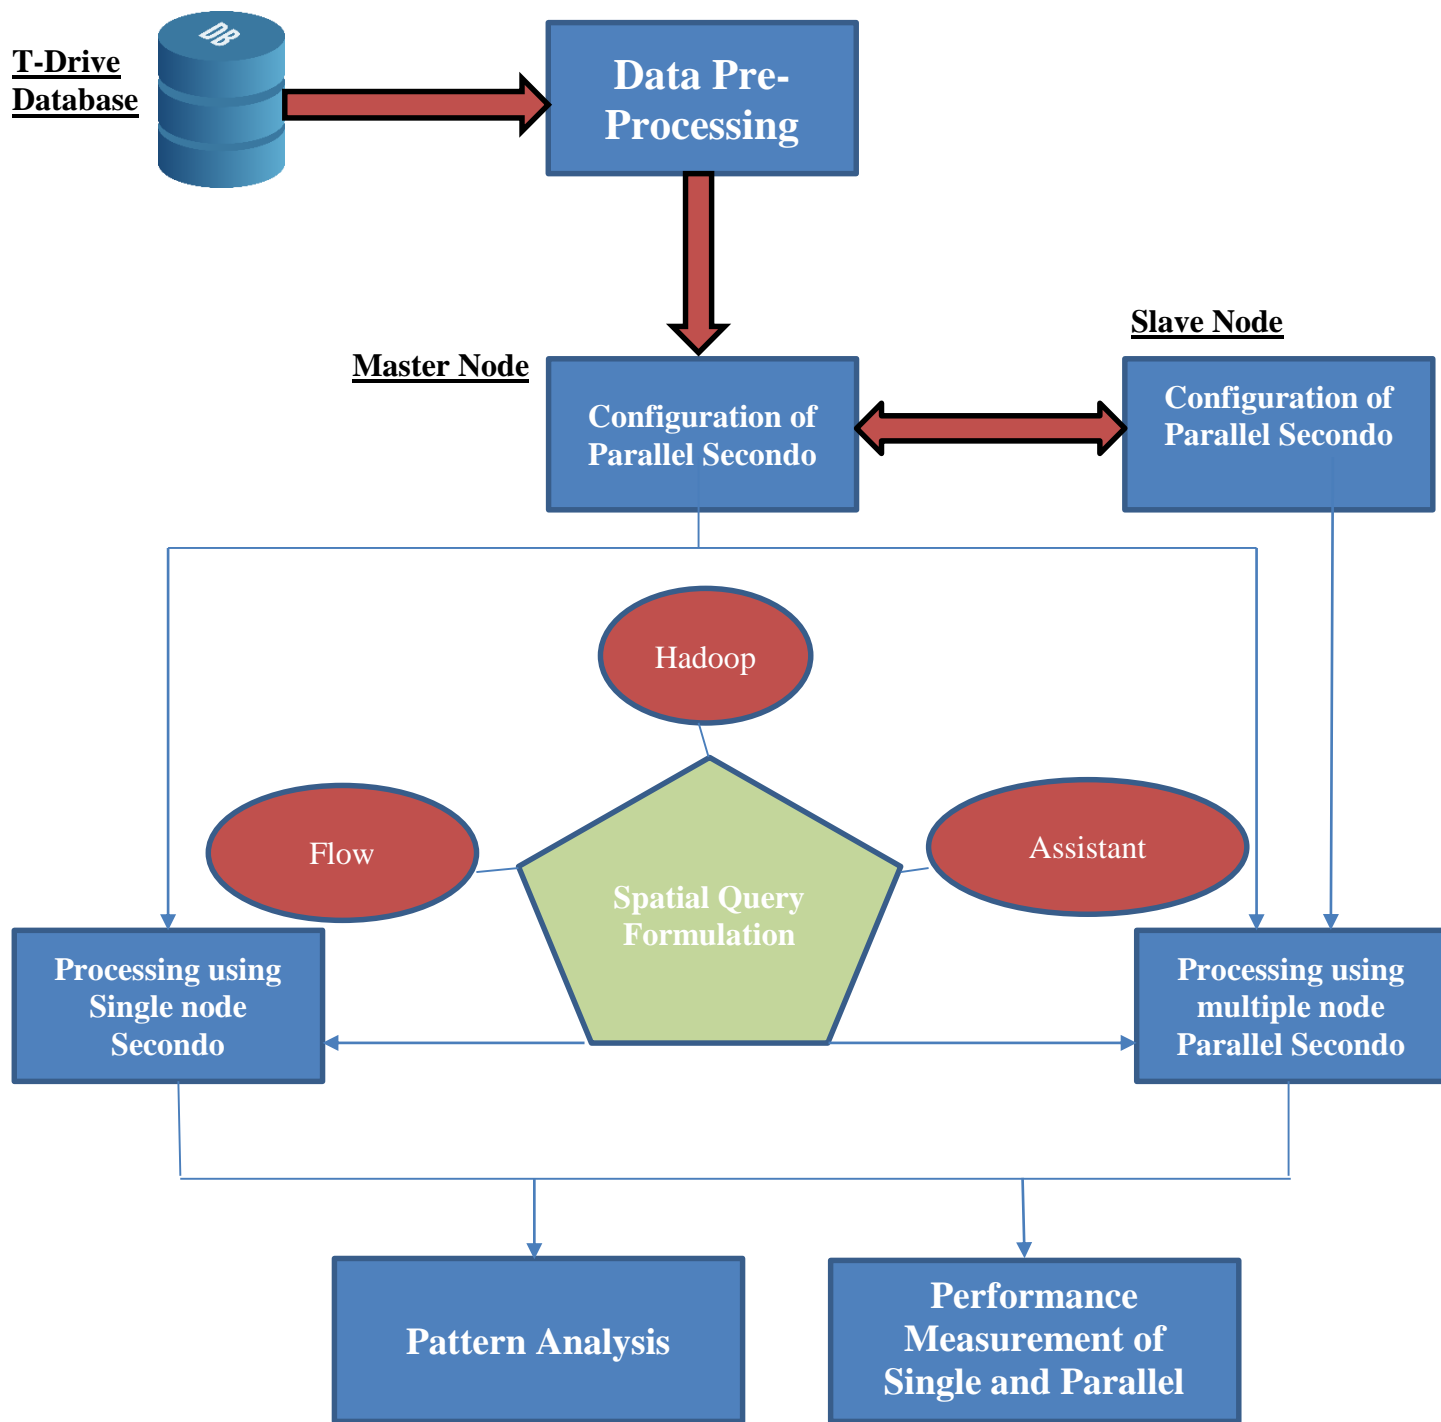 T-Drive
Database
DB
Data Pre-
Processing
Slave Node
Master Node
Configuration of
Parallel Secondo
Configuration of
Parallel Secondo
Hadoop
Flow
Assistant
Spatial Query
Formulation
Processing using
Single node
Secondo
Processing using
multiple node
Parallel Secondo
Pattern Analysis
Performance
Measurement of
Single and Parallel